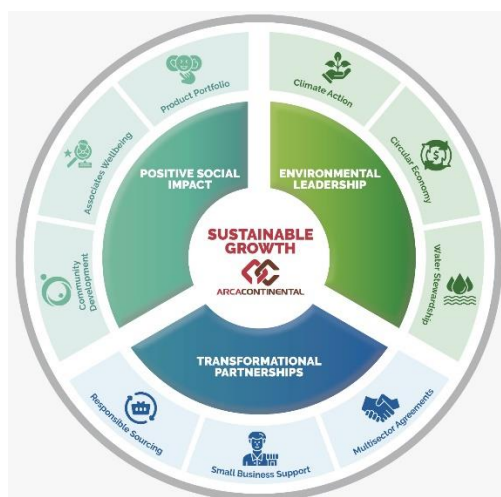 Product Portfolio
Associates Wellbeing
Community
Development
POSITIVE SOCIAL
IMPACT
Climate Action
Circular Economy
Water Stewardship
ENVIRONMENTAL
LEADERSHIP
SUSTAINABLE
GROWTH
ARCACONTINENTAL
TRANSFORMATIONAL
PARTNERSHIPS
Responsible Sourcing
Small Business Support
Multisector Agreements
$